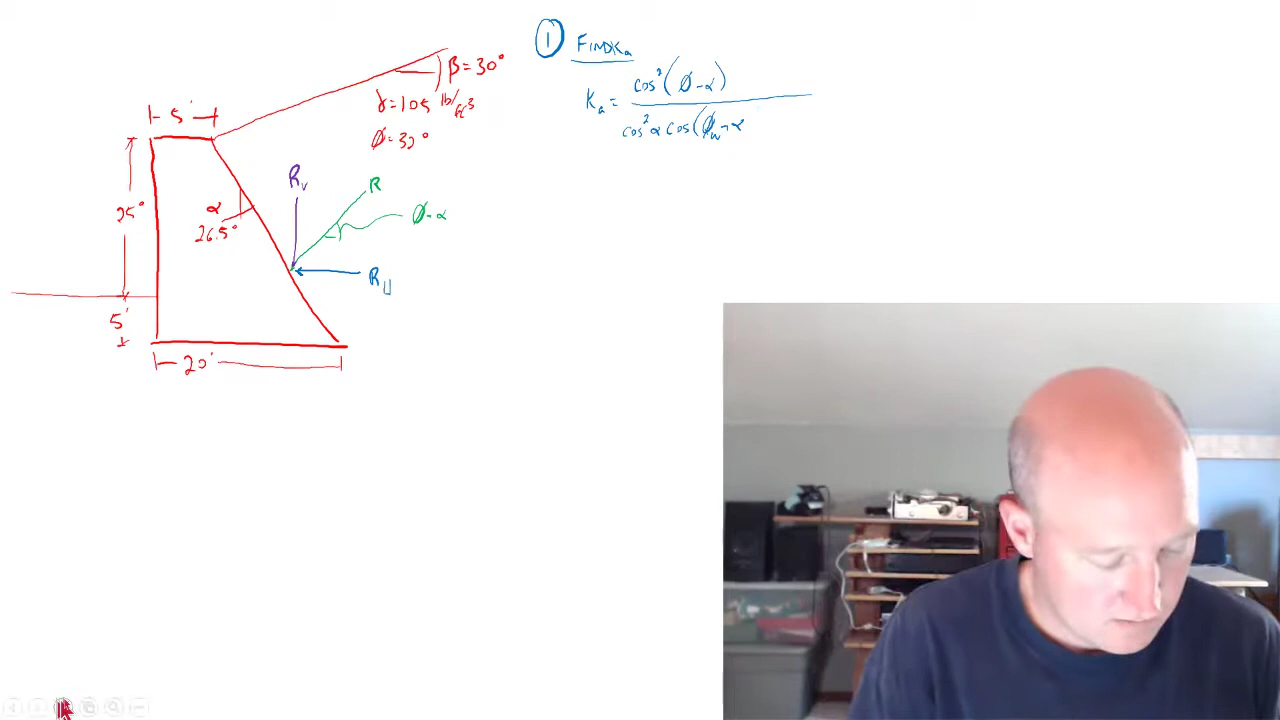 ① FIND Ka
Ka = cos²(Ø-α)
cos²α cos(Øw+α
β=30°
γ=105 lb/ft³
Ø=30°
5'
25°
α
26.5°
Rv
R
Ø-α
RH
5'
20'